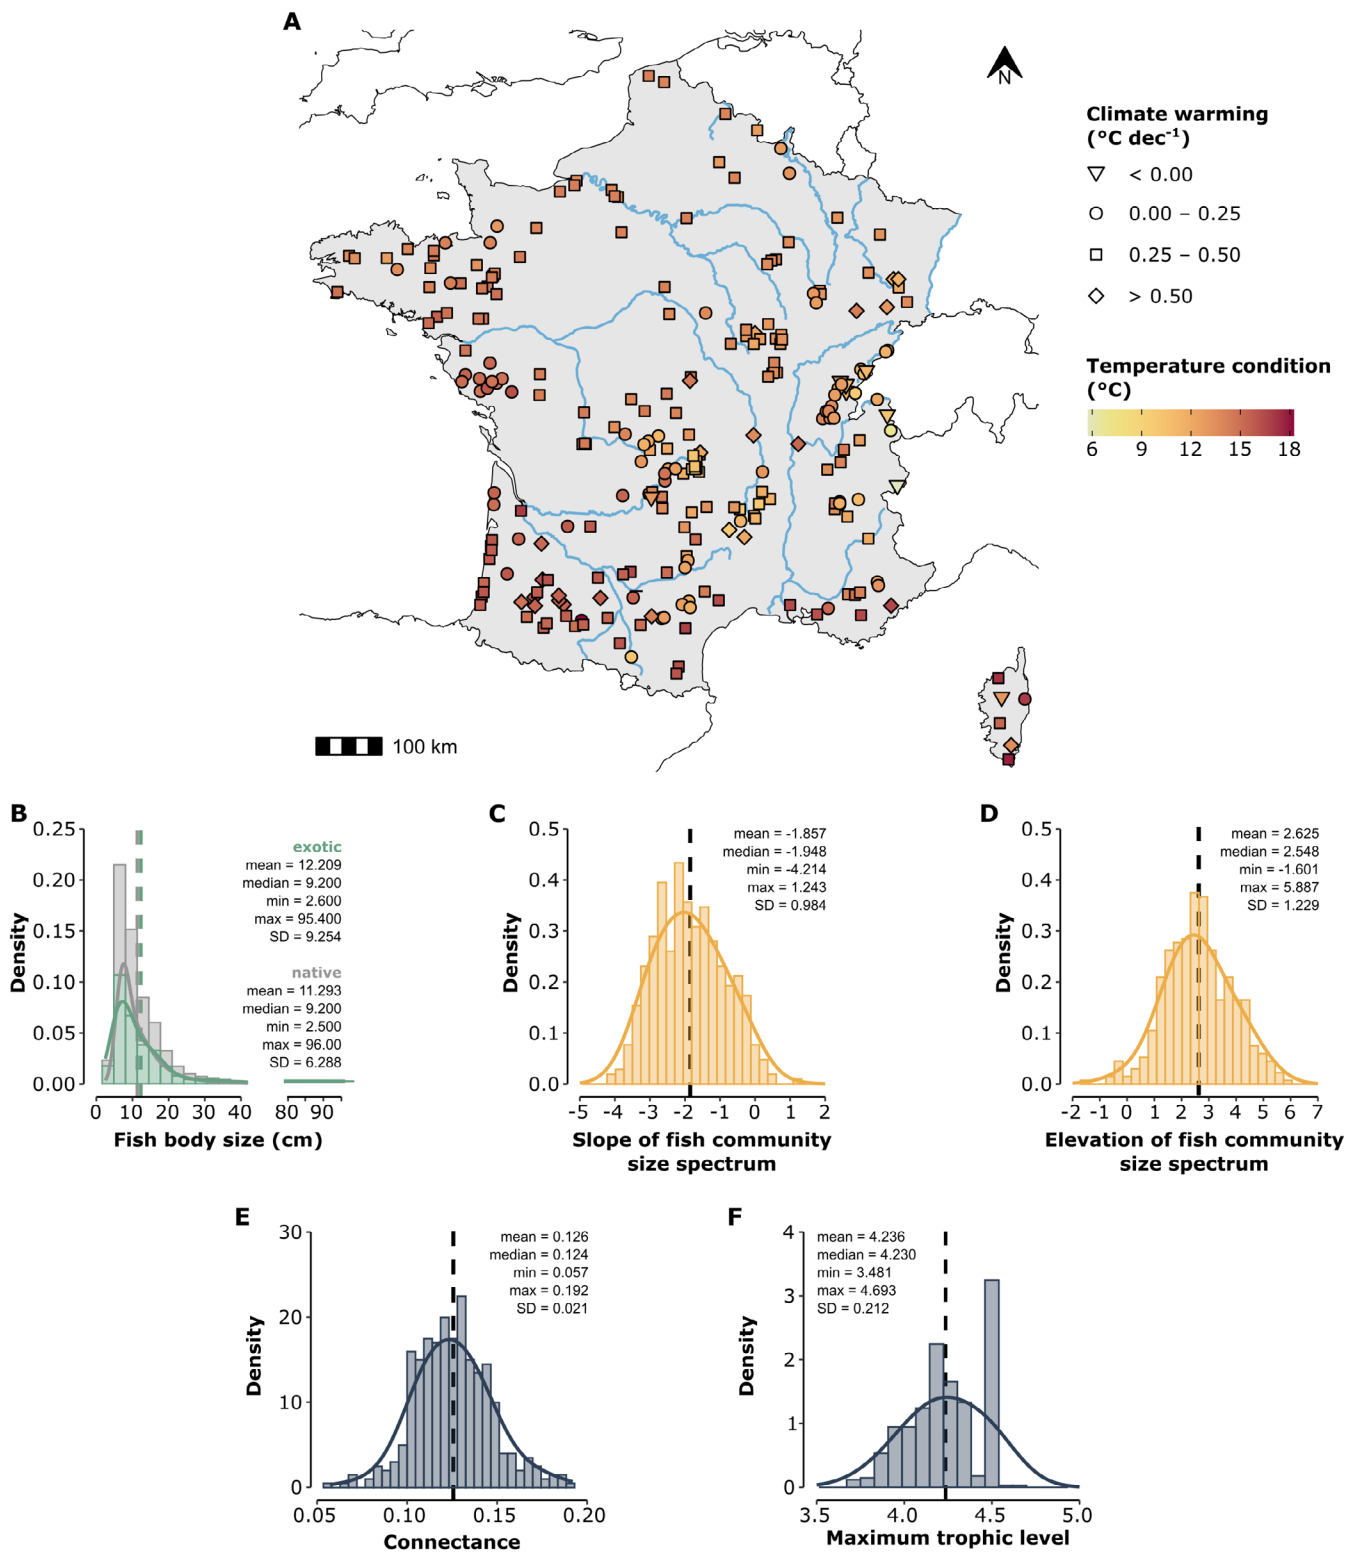 A
N
Climate warming
(°C dec⁻¹)
< 0.00
0.00 – 0.25
0.25 – 0.50
> 0.50
Temperature condition
(°C)
6 9 12 15 18
100 km
B
0.25
0.20
0.15
0.10
0.05
0.00
Density
exotic
mean = 12.209
median = 9.200
min = 2.600
max = 95.400
SD = 9.254
native
mean = 11.293
median = 9.200
min = 2.500
max = 96.00
SD = 6.288
0 10 20 30 40 80 90
Fish body size (cm)
C
0.5
0.4
0.3
0.2
0.1
0.0
Density
mean = -1.857
median = -1.948
min = -4.214
max = 1.243
SD = 0.984
-5 -4 -3 -2 -1 0 1 2
Slope of fish community
size spectrum
D
0.5
0.4
0.3
0.2
0.1
0.0
Density
mean = 2.625
median = 2.548
min = -1.601
max = 5.887
SD = 1.229
-2 -1 0 1 2 3 4 5 6 7
Elevation of fish community
size spectrum
E
30
20
10
0
Density
mean = 0.126
median = 0.124
min = 0.057
max = 0.192
SD = 0.021
0.05 0.10 0.15 0.20
Connectance
F
4
3
2
1
0
Density
mean = 4.236
median = 4.230
min = 3.481
max = 4.693
SD = 0.212
3.5 4.0 4.5 5.0
Maximum trophic level